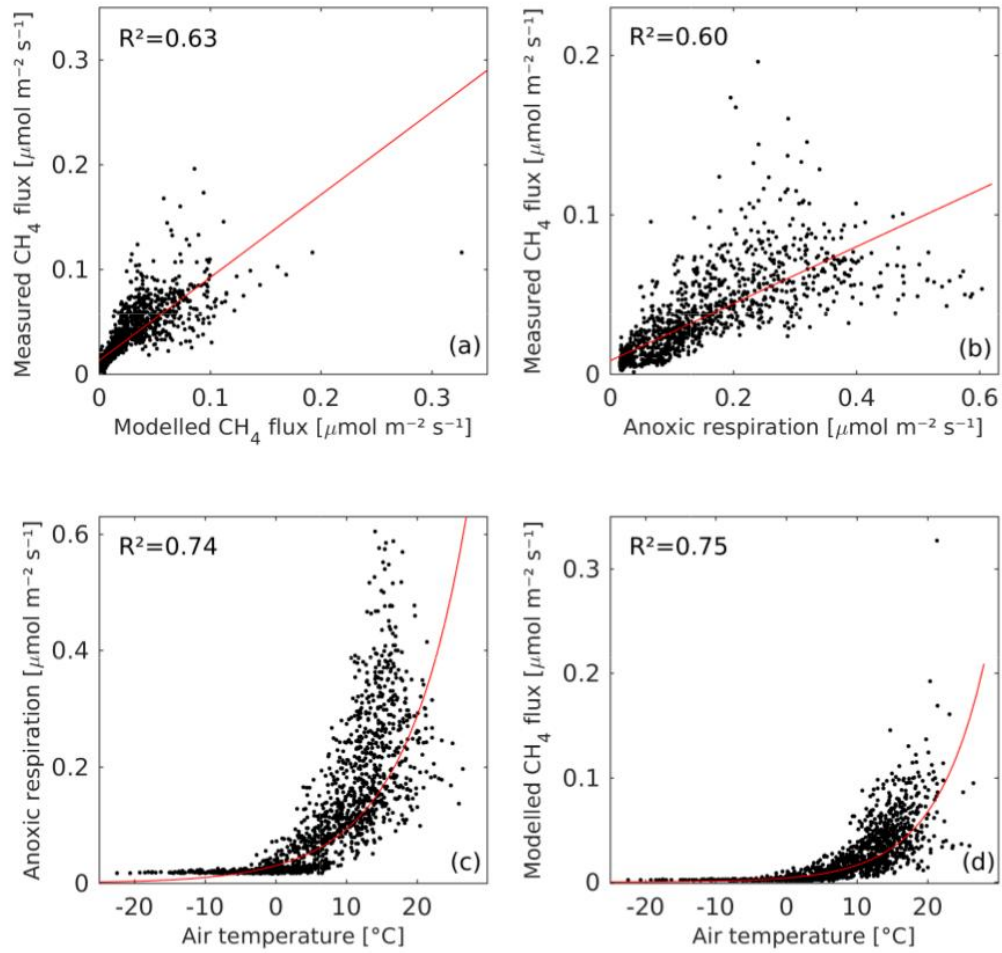 R²=0.63
(a)
Measured CH₄ flux [μmol m⁻² s⁻¹]
0.3
0.2
0.1
0
0 0.1 0.2 0.3
Modelled CH₄ flux [μmol m⁻² s⁻¹]
R²=0.60
(b)
Measured CH₄ flux [μmol m⁻² s⁻¹]
0.2
0.1
0
0 0.2 0.4 0.6
Anoxic respiration [μmol m⁻² s⁻¹]
R²=0.74
(c)
Anoxic respiration [μmol m⁻² s⁻¹]
0.6
0.4
0.2
0
-20 -10 0 10 20
Air temperature [°C]
R²=0.75
(d)
Modelled CH₄ flux [μmol m⁻² s⁻¹]
0.3
0.2
0.1
0
-20 -10 0 10 20
Air temperature [°C]